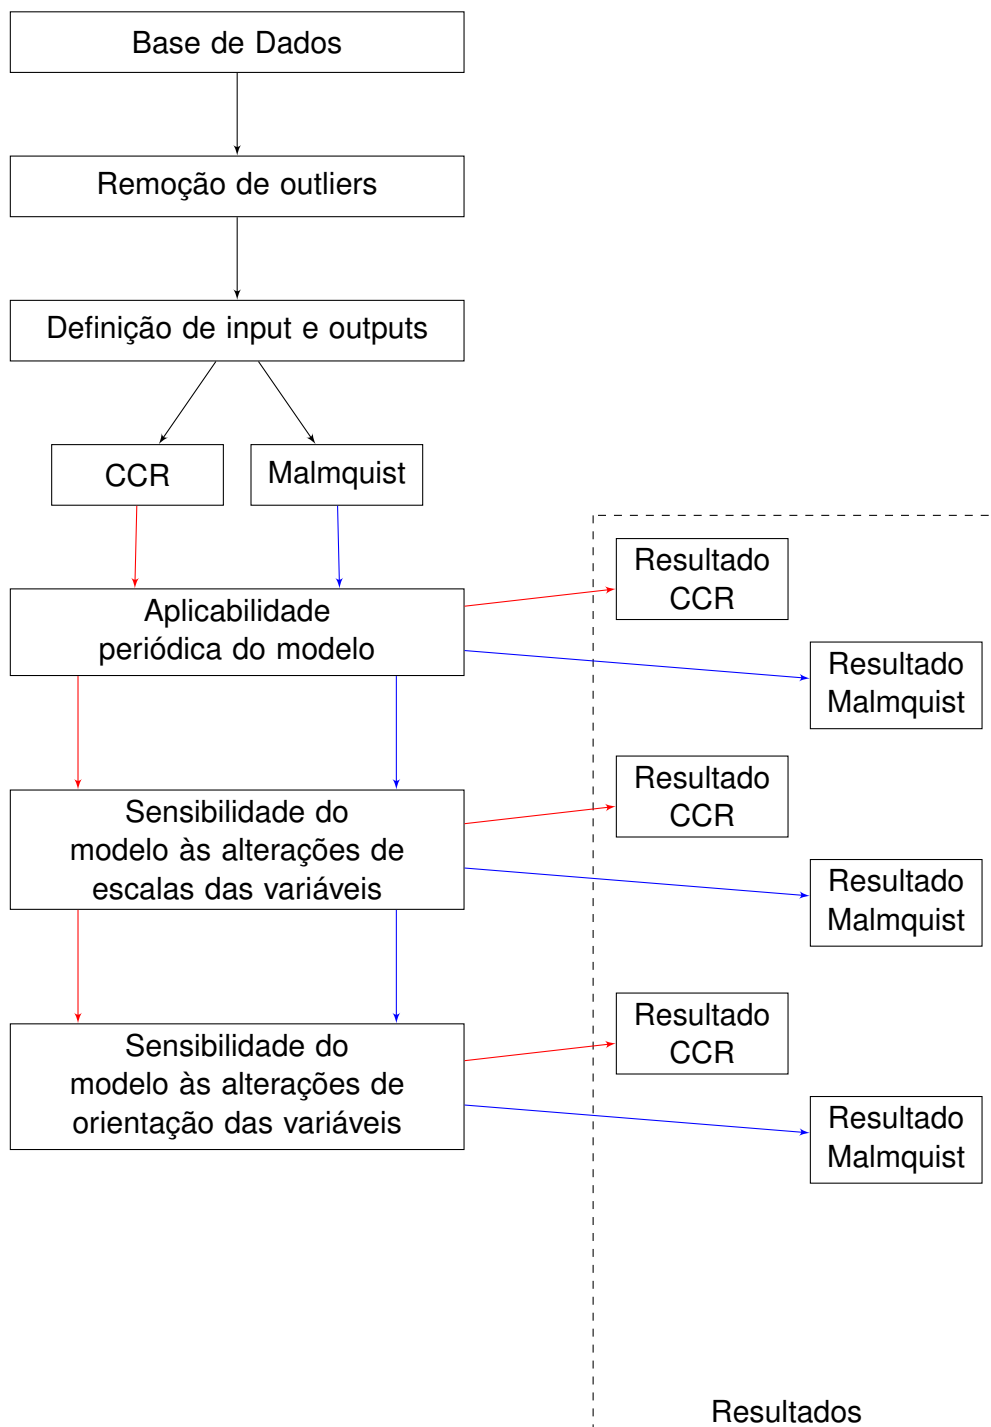 Base de Dados
Remoção de outliers
Definição de input e outputs
CCR
Malmquist
Aplicabilidade
periódica do modelo
Resultado
CCR
Resultado
Malmquist
Sensibilidade do
modelo às alterações de
escalas das variáveis
Resultado
CCR
Resultado
Malmquist
Sensibilidade do
modelo às alterações de
orientação das variáveis
Resultado
CCR
Resultado
Malmquist
Resultados